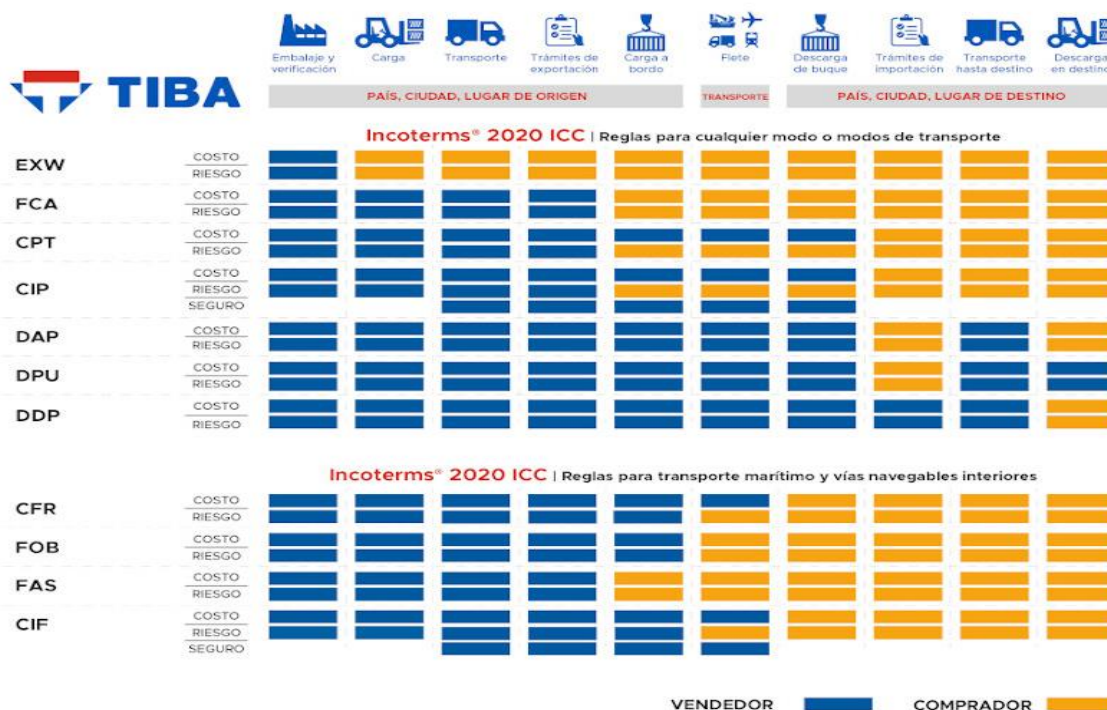 Embalaje y verificación
Carga
Transporte
Trámites de exportación
Carga a bordo
Flete
Descarga de buque
Trámites de importación
Transporte hasta destino
Descarga en destino
TIBA
PAÍS, CIUDAD, LUGAR DE ORIGEN
TRANSPORTE
PAÍS, CIUDAD, LUGAR DE DESTINO
Incoterms® 2020 ICC | Reglas para cualquier modo o modos de transporte
EXW
COSTO
RIESGO
FCA
COSTO
RIESGO
CPT
COSTO
RIESGO
CIP
COSTO
RIESGO
SEGURO
DAP
COSTO
RIESGO
DPU
COSTO
RIESGO
DDP
COSTO
RIESGO
Incoterms® 2020 ICC | Reglas para transporte marítimo y vías navegables interiores
CFR
COSTO
RIESGO
FOB
COSTO
RIESGO
FAS
COSTO
RIESGO
CIF
COSTO
RIESGO
SEGURO
VENDEDOR
COMPRADOR